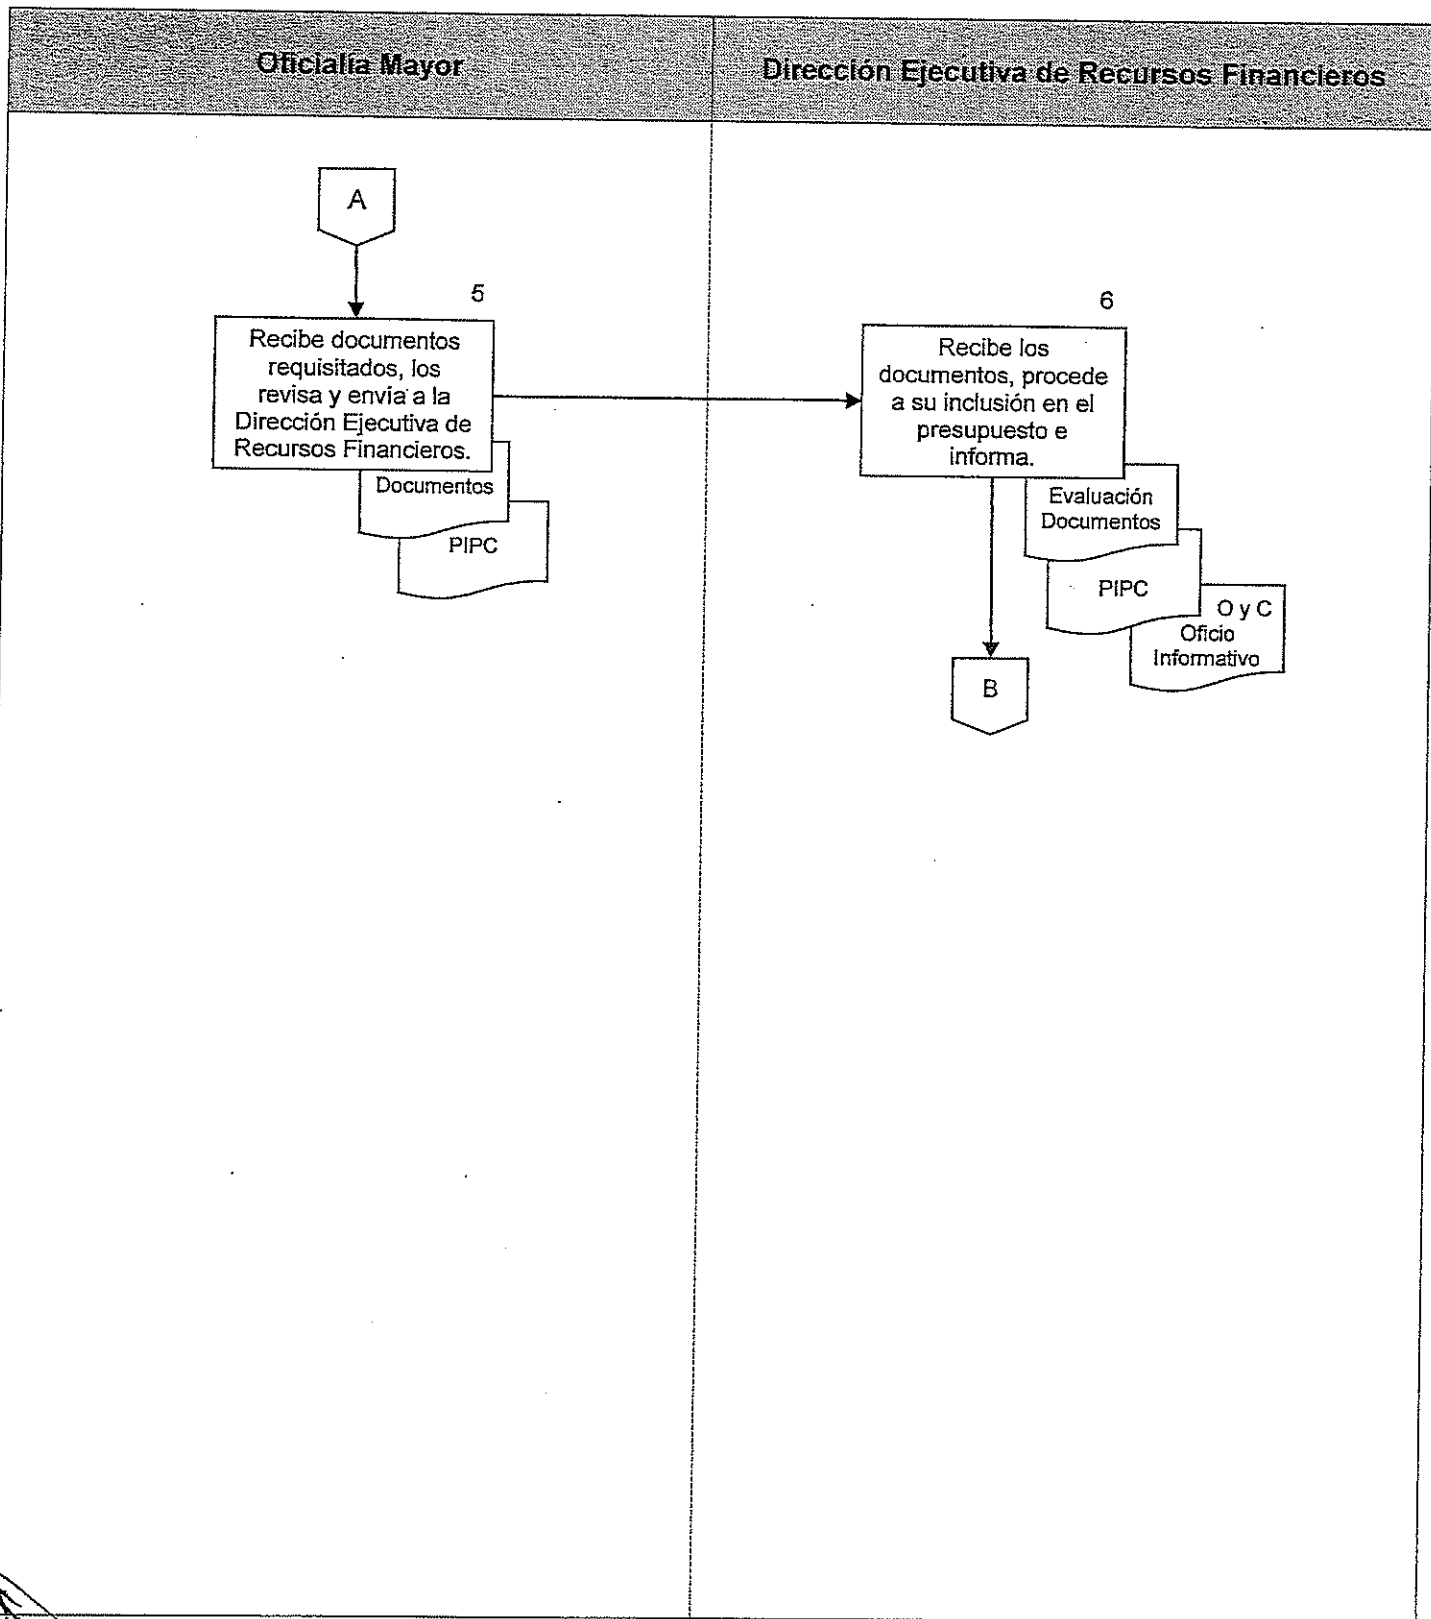 Oficialía Mayor
Dirección Ejecutiva de Recursos Financieros
A
5
Recibe documentos
requisitados, los
revisa y envía a la
Dirección Ejecutiva de
Recursos Financieros.
Documentos
PIPC
6
Recibe los
documentos, procede
a su inclusión en el
presupuesto e
informa.
Evaluación
Documentos
PIPC
O y C
Oficio
Informativo
B